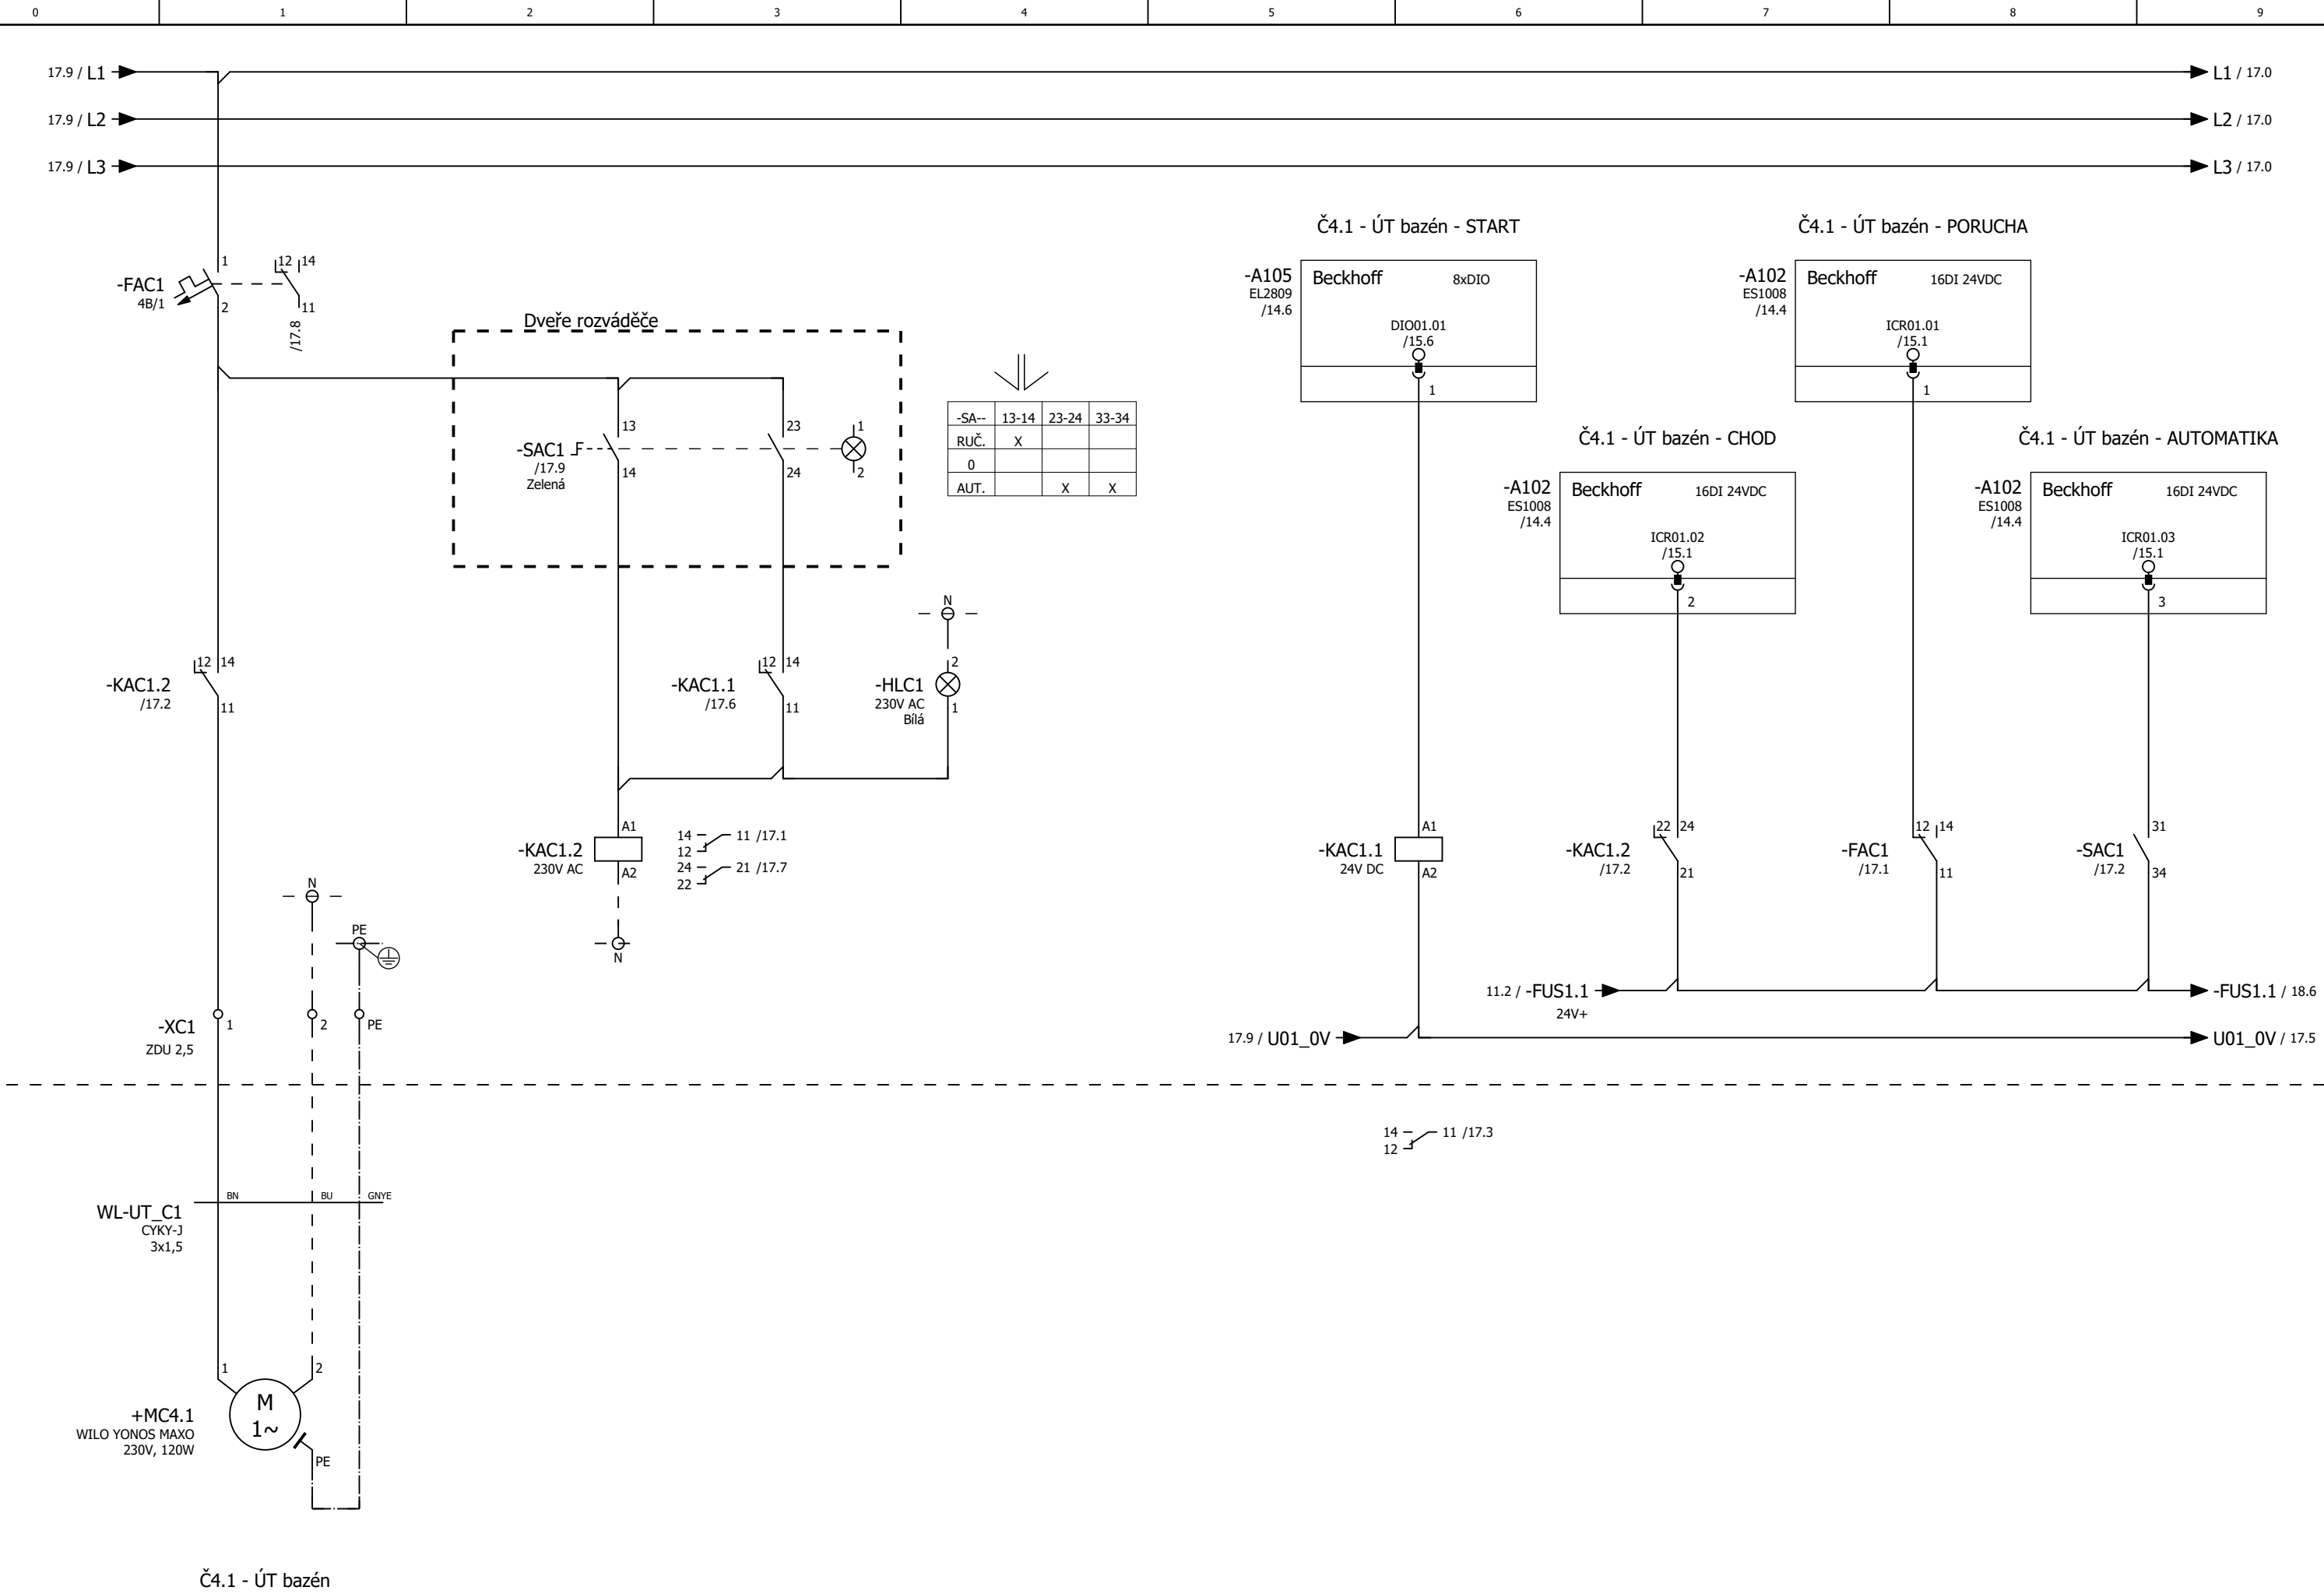 0 1 2 3 4 5 6 7 8 9
17.9 / L1
L1 / 17.0
17.9 / L2
L2 / 17.0
17.9 / L3
L3 / 17.0
-FAC1
4B/1
1
2
12 14
11
/17.8
Dveře rozváděče
-SAC1
/17.9
Zelená
13
14
23
24
1
2
-SA-- 13-14 23-24 33-34
RUČ. X
0
AUT. X X
Č4.1 - ÚT bazén - START
-A105
EL2809
/14.6
Beckhoff 8xDIO
DIO01.01
/15.6
1
Č4.1 - ÚT bazén - PORUCHA
-A102
ES1008
/14.4
Beckhoff 16DI 24VDC
ICR01.01
/15.1
1
Č4.1 - ÚT bazén - CHOD
-A102
ES1008
/14.4
Beckhoff 16DI 24VDC
ICR01.02
/15.1
2
Č4.1 - ÚT bazén - AUTOMATIKA
-A102
ES1008
/14.4
Beckhoff 16DI 24VDC
ICR01.03
/15.1
3
-KAC1.2
/17.2
12 14
11
-KAC1.1
/17.6
12 14
11
N
-HLC1
230V AC
Bílá
2
1
-KAC1.2
230V AC
A1
A2
N
14 11 /17.1
12
24 21 /17.7
22
-KAC1.1
24V DC
A1
A2
-KAC1.2
/17.2
22 24
21
-FAC1
/17.1
12 14
11
-SAC1
/17.2
31
34
N
PE
-XC1
ZDU 2,5
1
2
PE
11.2 / -FUS1.1
24V+
-FUS1.1 / 18.6
17.9 / U01_0V
U01_0V / 17.5
14 11 /17.3
12
WL-UT_C1
CYKY-J
3x1,5
BN
BU
GNYE
+MC4.1
WILO YONOS MAXO
230V, 120W
1
2
M
1~
PE
Č4.1 - ÚT bazén